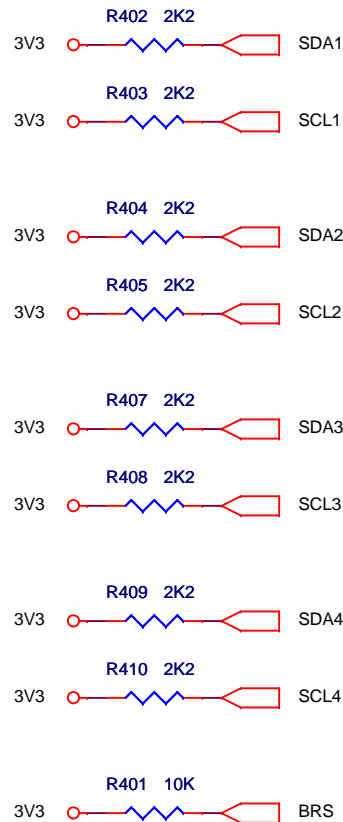 R402 2K2
3V3 SDA1
R403 2K2
3V3 SCL1
R404 2K2
3V3 SDA2
R405 2K2
3V3 SCL2
R407 2K2
3V3 SDA3
R408 2K2
3V3 SCL3
R409 2K2
3V3 SDA4
R410 2K2
3V3 SCL4
R401 10K
3V3 BRS